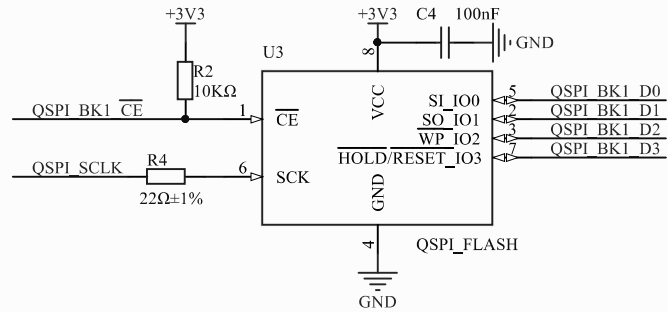 +3V3
+3V3
C4
100nF
GND
U3
8
R2
10KΩ
VCC
QSPI_BK1_CE
1
CE
SI_IO0
5
QSPI_BK1_D0
SO_IO1
2
QSPI_BK1_D1
WP_IO2
3
QSPI_BK1_D2
HOLD/RESET_IO3
7
QSPI_BK1_D3
QSPI_SCLK
R4
22Ω±1%
6
SCK
GND
4
QSPI_FLASH
GND